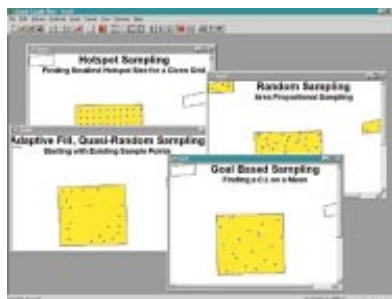 Hotspot Sampling
Finding Smallest Hotspot Size for a Given Grid
Random Sampling
Area Proportional Sampling
Adaptive Fill, Quasi-Random Sampling
Starting with Existing Sample Points
Goal Based Sampling
Finding a C.I. on a Mean